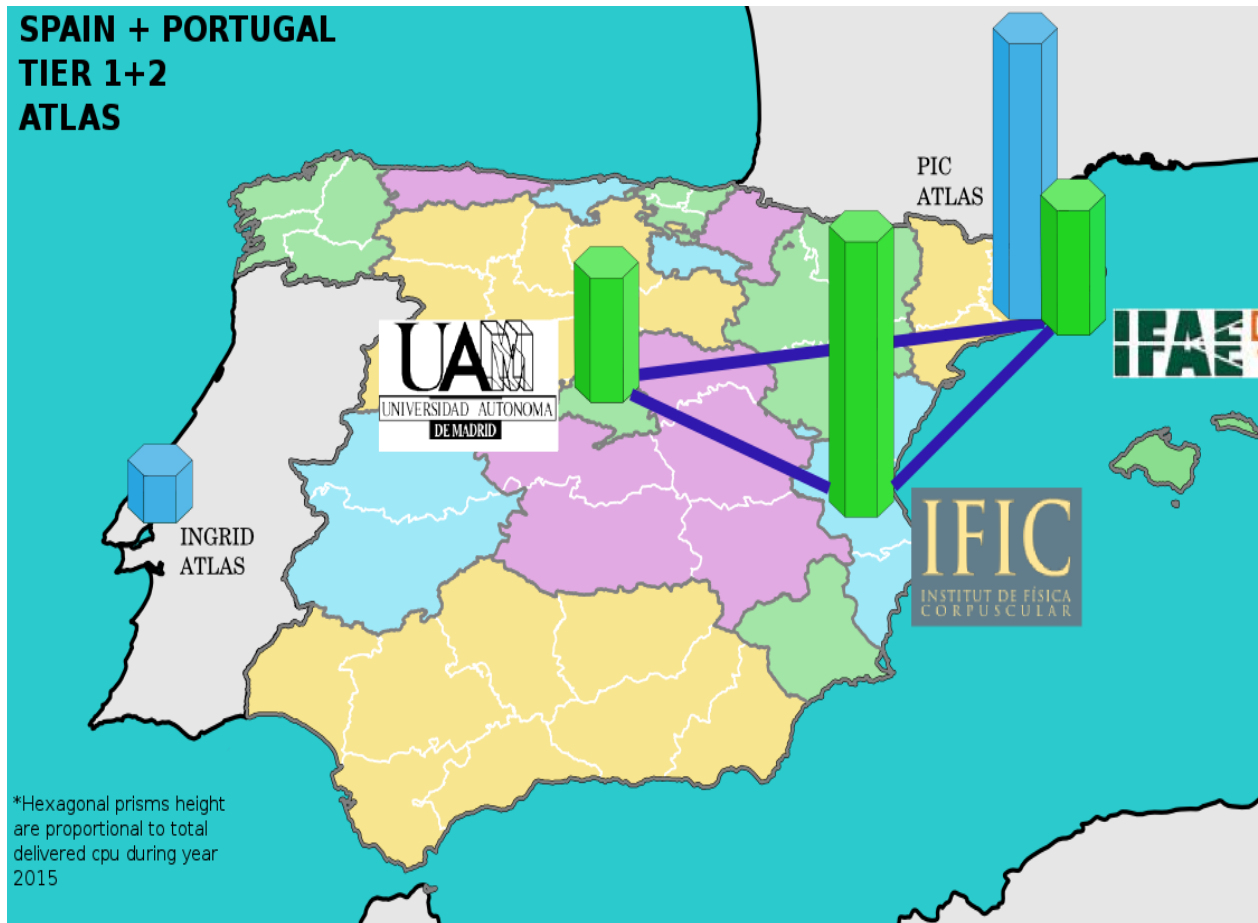 SPAIN + PORTUGAL
TIER 1+2
ATLAS
PIC
ATLAS
IFAE
UAM
UNIVERSIDAD AUTONOMA
DE MADRID
INGRID
ATLAS
IFIC
INSTITUT DE FÍSICA
CORPUSCULAR
*Hexagonal prisms height
are proportional to total
delivered cpu during year
2015